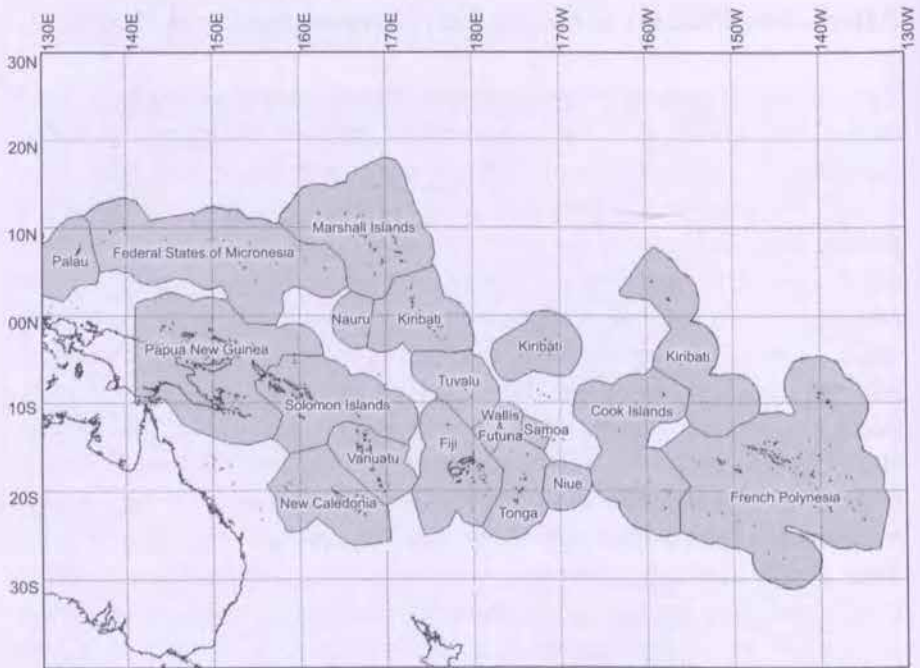 130E 140E 150E 160E 170E 180E 170W 160W 150W 140W 130W
30N
20N
10N
00N
10S
20S
30S
Marshall Islands
Palau
Federal States of Micronesia
Nauru
Kiribati
Kiribati
Kiribati
Papua New Guinea
Tuvalu
Solomon Islands
Wallis
&
Futuna
Samoa
Cook Islands
Fiji
Vanuatu
Niue
New Caledonia
Tonga
French Polynesia